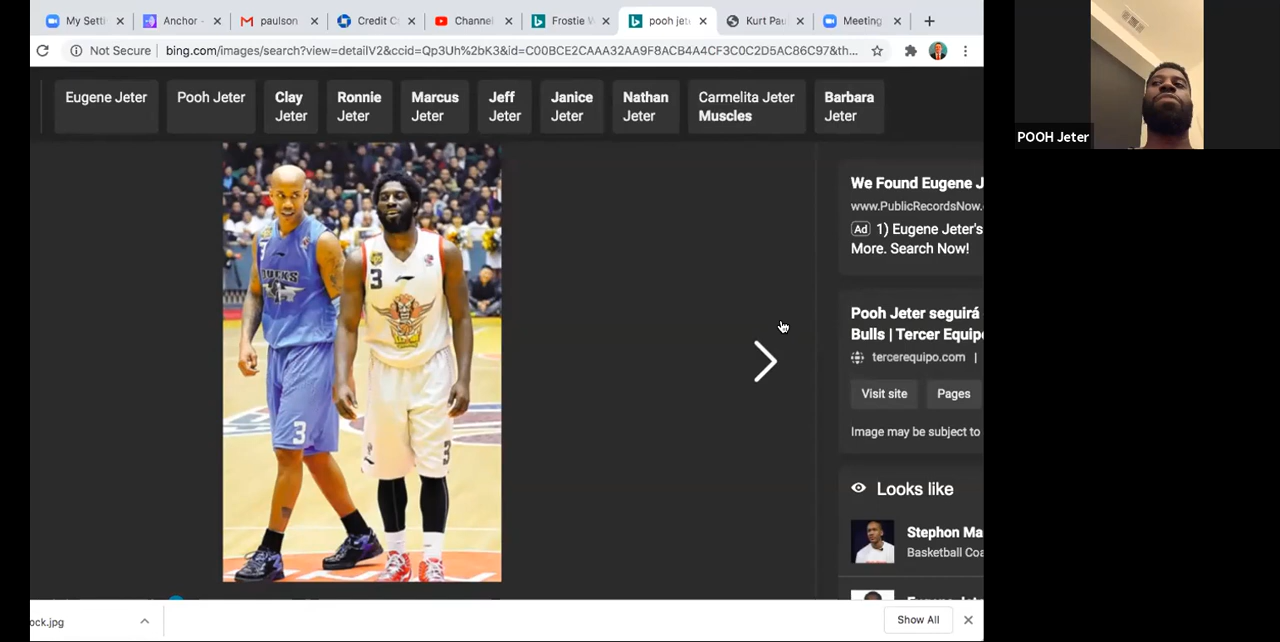 My Setti
Anchor -
paulson
Credit C
Channel
Frostie W
pooh jet
Kurt Pau
Meeting
Not Secure
bing.com/images/search?view=detailV2&ccid=Qp3Uh%2bK3&id=C00BCE2CAAA32AA9F8ACB4A4CF3C0C2D5AC86C97&th...
Eugene Jeter
Pooh Jeter
Clay
Jeter
Ronnie
Jeter
Marcus
Jeter
Jeff
Jeter
Janice
Jeter
Nathan
Jeter
Carmelita Jeter
Muscles
Barbara
Jeter
POOH Jeter
DUCKS
3
3
3
We Found Eugene J
www.PublicRecordsNow.
Ad 1) Eugene Jeter's
More. Search Now!
Pooh Jeter seguirá
Bulls | Tercer Equipo
tercerequipo.com |
Visit site
Pages
Image may be subject to
Looks like
Stephon Ma
Basketball Coa
ock.jpg
Show All